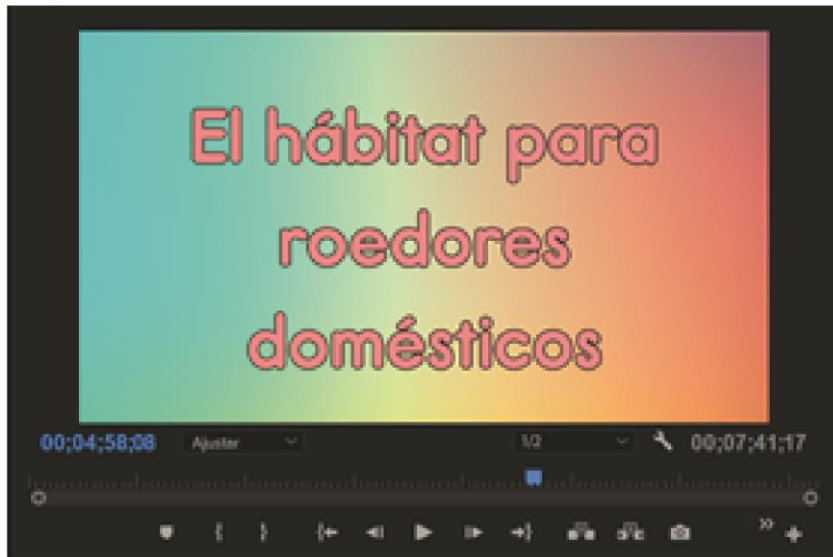 El hábitat para
roedores
domésticos
00;04;58;08 Ajustar 1/2 00;07;41;17